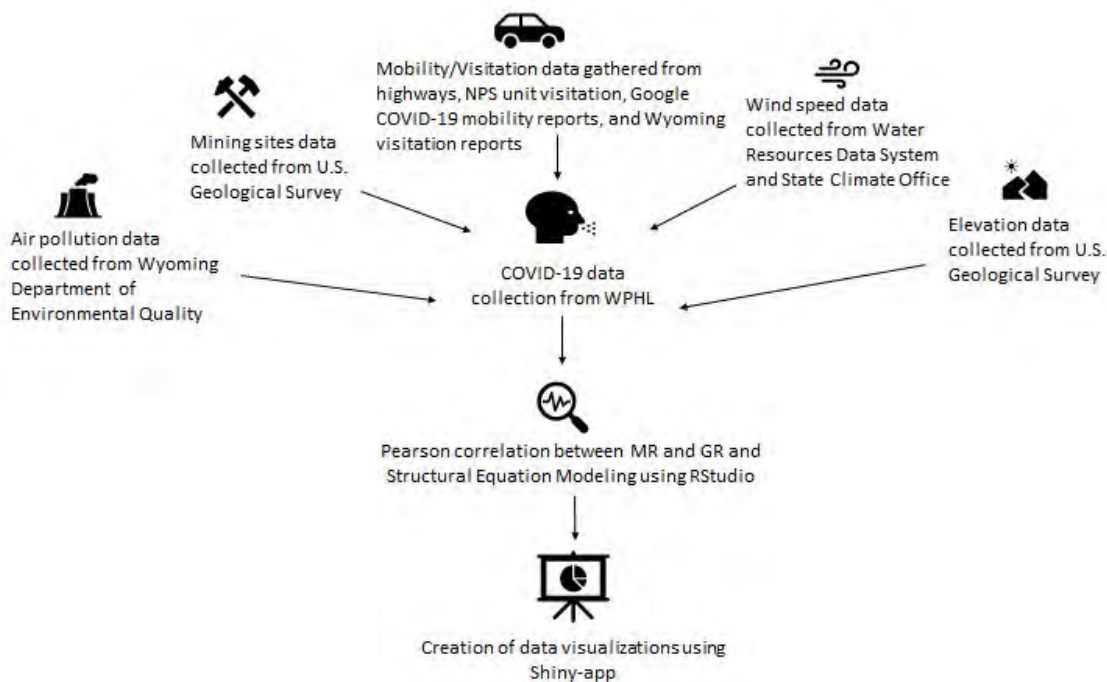 Mobility/Visitation data gathered from
highways, NPS unit visitation, Google
COVID-19 mobility reports, and Wyoming
visitation reports
Wind speed data
collected from Water
Resources Data System
and State Climate Office
Mining sites data
collected from U.S.
Geological Survey
Air pollution data
collected from Wyoming
Department of
Environmental Quality
Elevation data
collected from U.S.
Geological Survey
COVID-19 data
collection from WPHL
Pearson correlation between MR and GR and
Structural Equation Modeling using RStudio
Creation of data visualizations using
Shiny-app